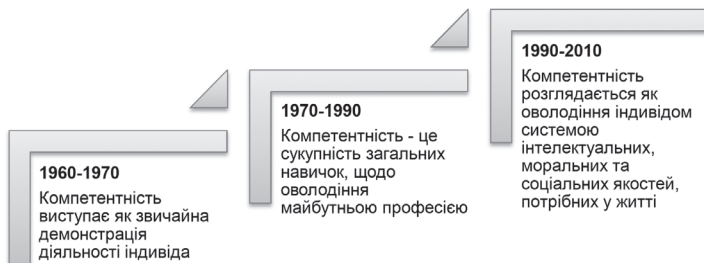 1960-1970
Компетентність
виступає як звичайна
демонстрація
діяльності індивіда
1970-1990
Компетентність - це
сукупність загальних
навичок, щодо
оволодіння
майбутньою професією
1990-2010
Компетентність
розглядається як
оволодіння індивідом
системою
інтелектуальних,
моральних та
соціальних якостей,
потрібних у житті